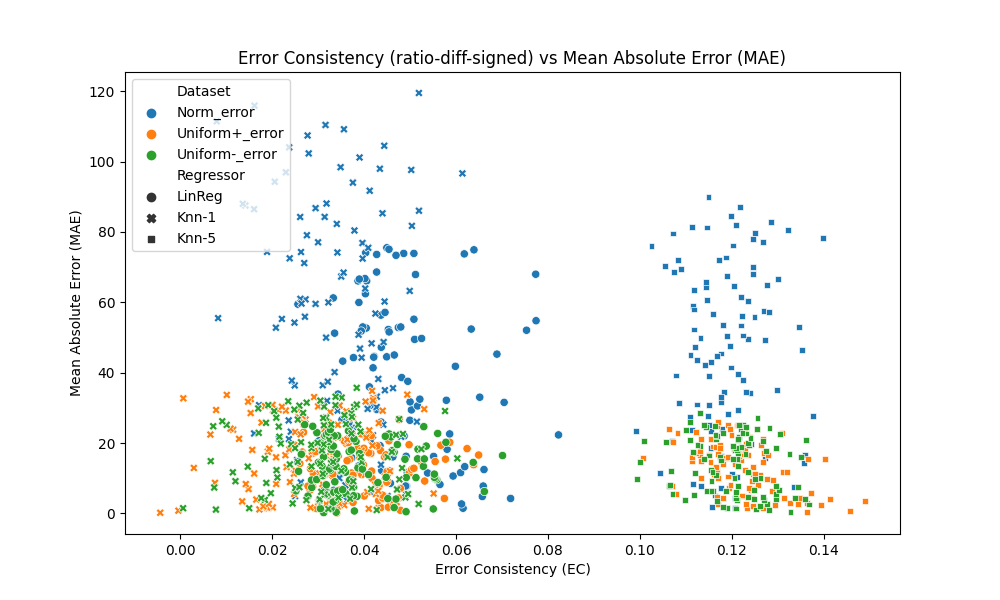 Error Consistency (ratio-diff-signed) vs Mean Absolute Error (MAE)
Dataset
Norm_error
Uniform+_error
Uniform-_error
Regressor
LinReg
Knn-1
Knn-5
120
100
80
60
40
20
0
Mean Absolute Error (MAE)
0.00 0.02 0.04 0.06 0.08 0.10 0.12 0.14
Error Consistency (EC)